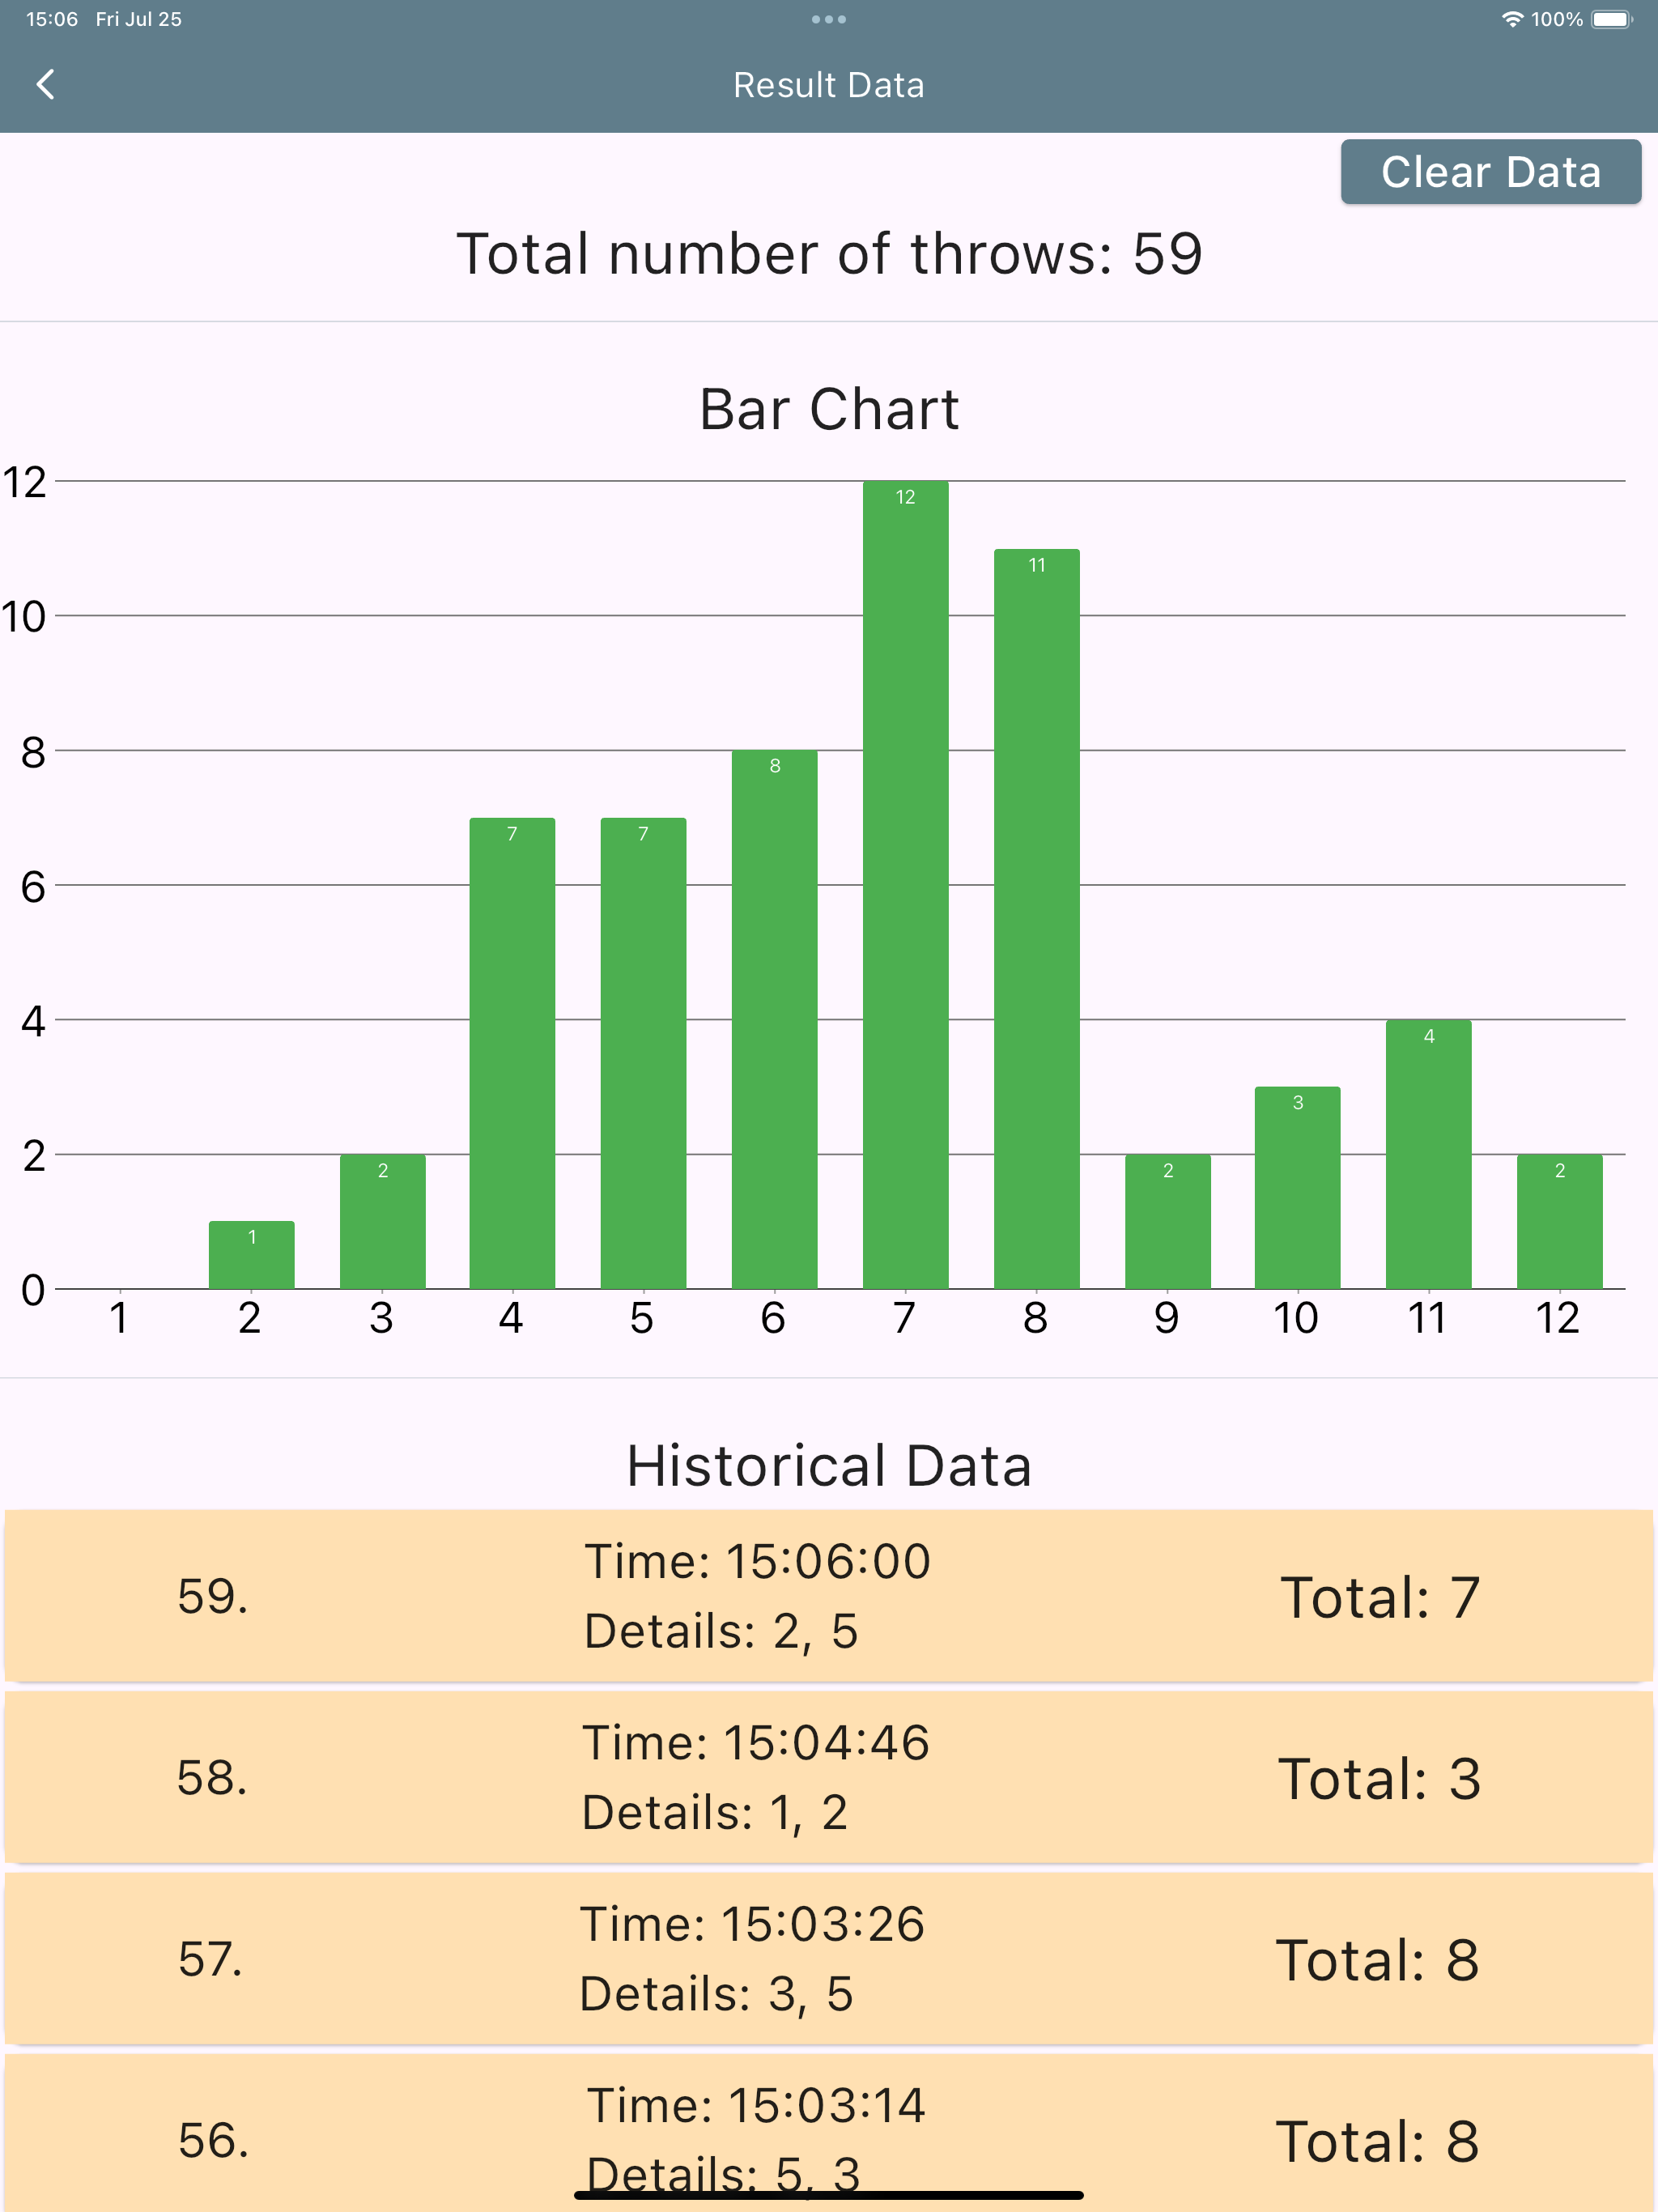 15:06 Fri Jul 25 100%
Result Data
Clear Data
Total number of throws: 59
Bar Chart
12
10
8
6
4
2
0
1
2
7
7
8
12
11
2
3
4
2
1 2 3 4 5 6 7 8 9 10 11 12
Historical Data
59.
Time: 15:06:00
Details: 2, 5
Total: 7
58.
Time: 15:04:46
Details: 1, 2
Total: 3
57.
Time: 15:03:26
Details: 3, 5
Total: 8
56.
Time: 15:03:14
Details: 5, 3
Total: 8